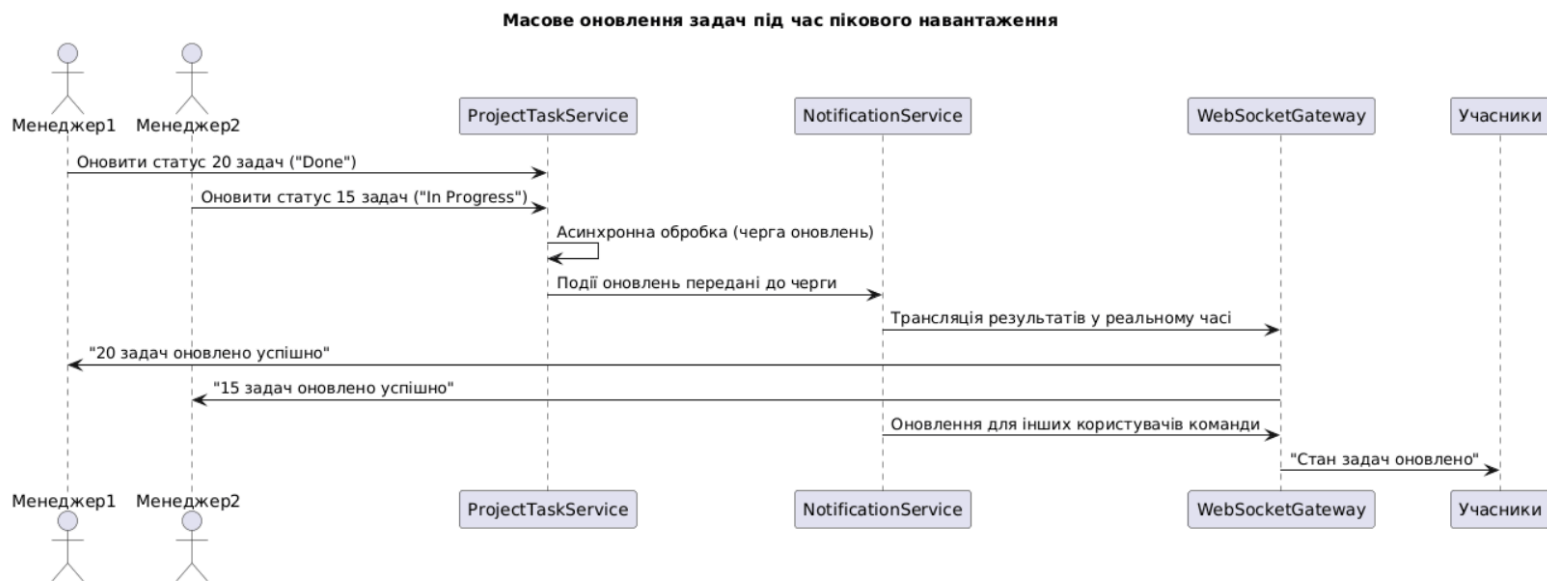 Масове оновлення задач під час пікового навантаження
Менеджер1 Менеджер2 ProjectTaskService NotificationService WebSocketGateway Учасники
Оновити статус 20 задач ("Done")
Оновити статус 15 задач ("In Progress")
Асинхронна обробка (черга оновлень)
Події оновлень передані до черги
Трансляція результатів у реальному часі
"20 задач оновлено успішно"
"15 задач оновлено успішно"
Оновлення для інших користувачів команди
"Стан задач оновлено"
Менеджер1 Менеджер2 ProjectTaskService NotificationService WebSocketGateway Учасники